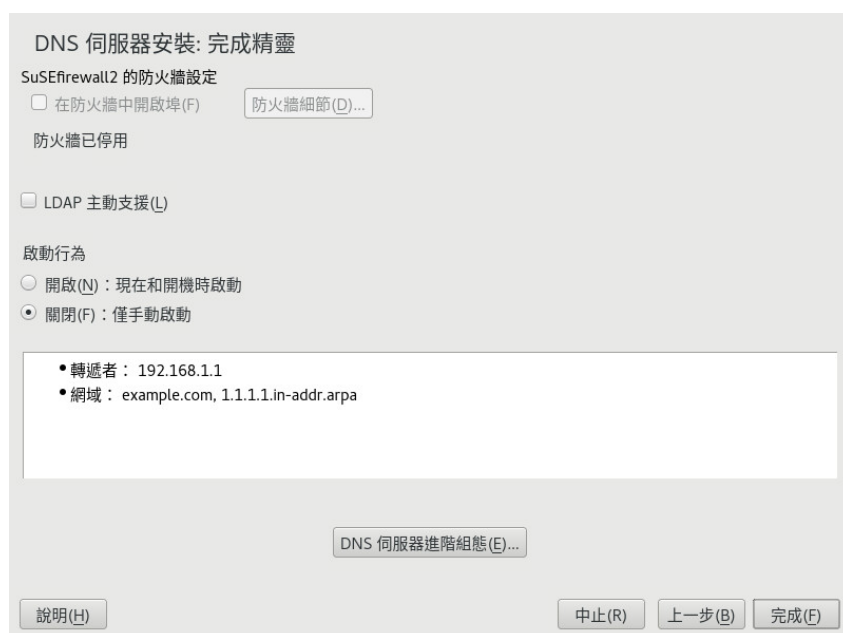 DNS 伺服器安裝: 完成精靈
SuSEfirewall2 的防火牆設定
在防火牆中開啟埠(F) 防火牆細節(D)...
防火牆已停用
LDAP 主動支援(L)
啟動行為
開啟(N)：現在和開機時啟動
關閉(F)：僅手動啟動
•轉遞者： 192.168.1.1
•網域： example.com, 1.1.1.1.in-addr.arpa
DNS 伺服器進階組態(E)...
說明(H) 中止(R) 上一步(B) 完成(F)